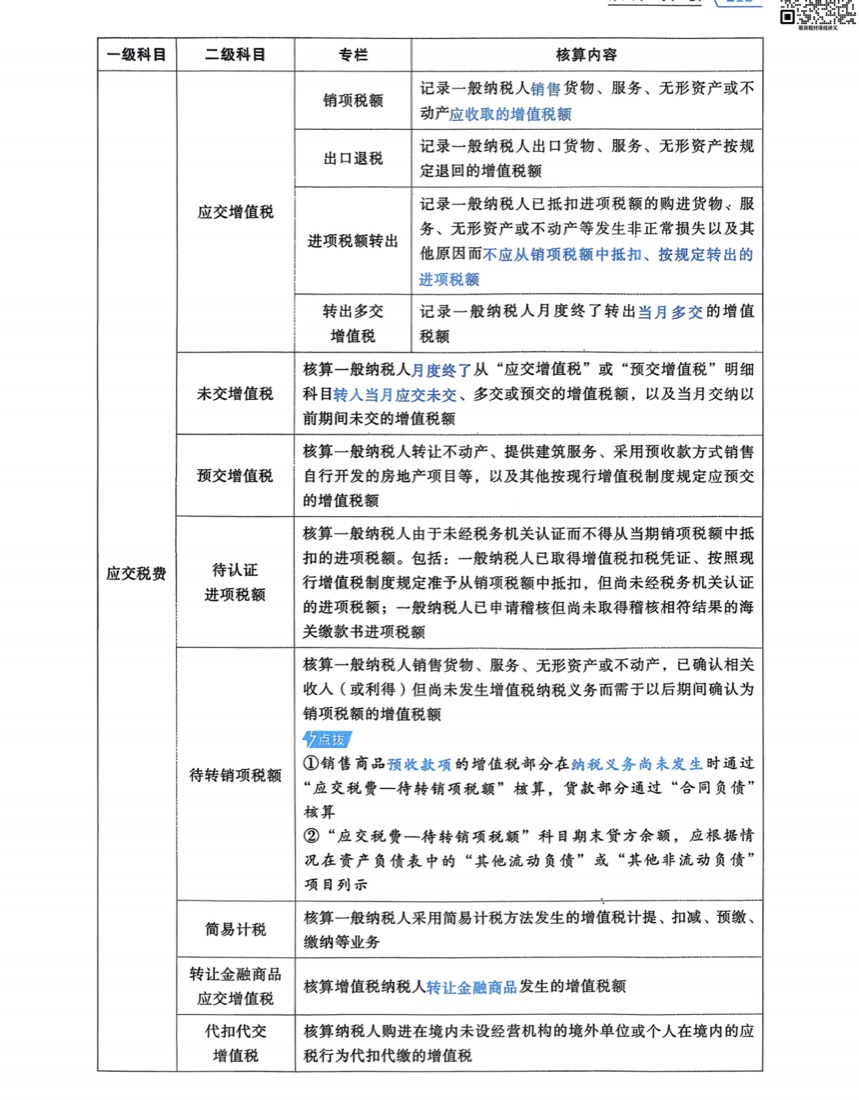 一级科目 二级科目 专栏 核算内容
应交税费
应交增值税
销项税额
记录一般纳税人销售货物、服务、无形资产或不
动产应收取的增值税额
出口退税
记录一般纳税人出口货物、服务、无形资产按规
定退回的增值税额
进项税额转出
记录一般纳税人已抵扣进项税额的购进货物、服
务、无形资产或不动产等发生非正常损失以及其
他原因而不应从销项税额中抵扣、按规定转出的
进项税额
转出多交
增值税
记录一般纳税人月度终了转出当月多交的增值
税额
未交增值税
核算一般纳税人月度终了从“应交增值税”或“预交增值税”明细
科目转入当月应交未交、多交或预交的增值税额，以及当月交纳以
前期间未交的增值税额
预交增值税
核算一般纳税人转让不动产、提供建筑服务、采用预收款方式销售
自行开发的房地产项目等，以及其他按现行增值税制度规定应预交
的增值税额
待认证
进项税额
核算一般纳税人由于未经税务机关认证而不得从当期销项税额中抵
扣的进项税额。包括：一般纳税人已取得增值税扣税凭证、按照现
行增值税制度规定准予从销项税额中抵扣，但尚未经税务机关认证
的进项税额；一般纳税人已申请稽核但尚未取得稽核相符结果的海
关缴款书进项税额
待转销项税额
核算一般纳税人销售货物、服务、无形资产或不动产，已确认相关
收入（或利得）但尚未发生增值税纳税义务而需于以后期间确认为
销项税额的增值税额
点拨
①销售商品预收款项的增值税部分在纳税义务尚未发生时通过
“应交税费—待转销项税额”核算，货款部分通过“合同负债”
核算
②“应交税费—待转销项税额”科目期末贷方余额，应根据情
况在资产负债表中的“其他流动负债”或“其他非流动负债”
项目列示
简易计税
核算一般纳税人采用简易计税方法发生的增值税计提、扣减、预缴、
缴纳等业务
转让金融商品
应交增值税
核算增值税纳税人转让金融商品发生的增值税额
代扣代交
增值税
核算纳税人购进在境内未设经营机构的境外单位或个人在境内的应
税行为代扣代缴的增值税